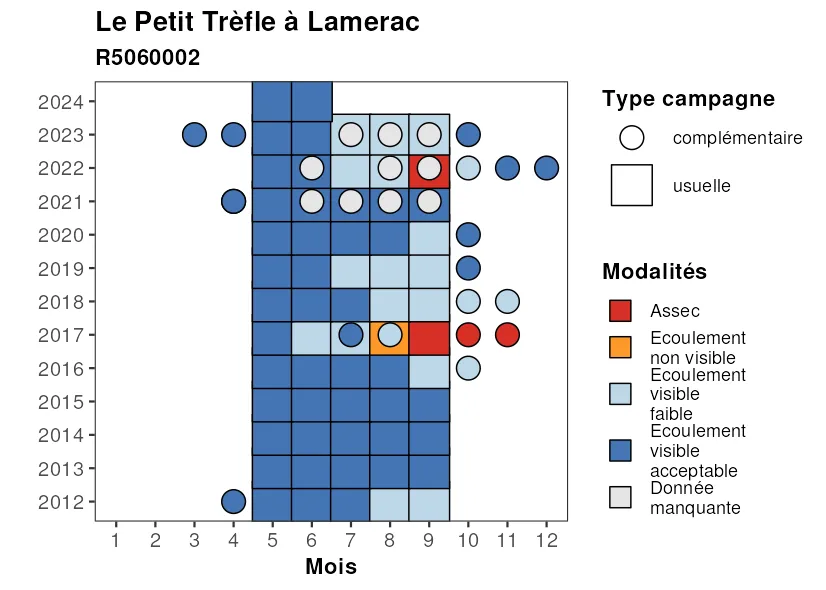 Le Petit Trèfle à Lamerac
R5060002
2024
2023
2022
2021
2020
2019
2018
2017
2016
2015
2014
2013
2012
1 2 3 4 5 6 7 8 9 10 11 12
Mois
Type campagne
complémentaire
usuelle
Modalités
Assec
Ecoulement
non visible
Ecoulement
visible
faible
Ecoulement
visible
acceptable
Donnée
manquante